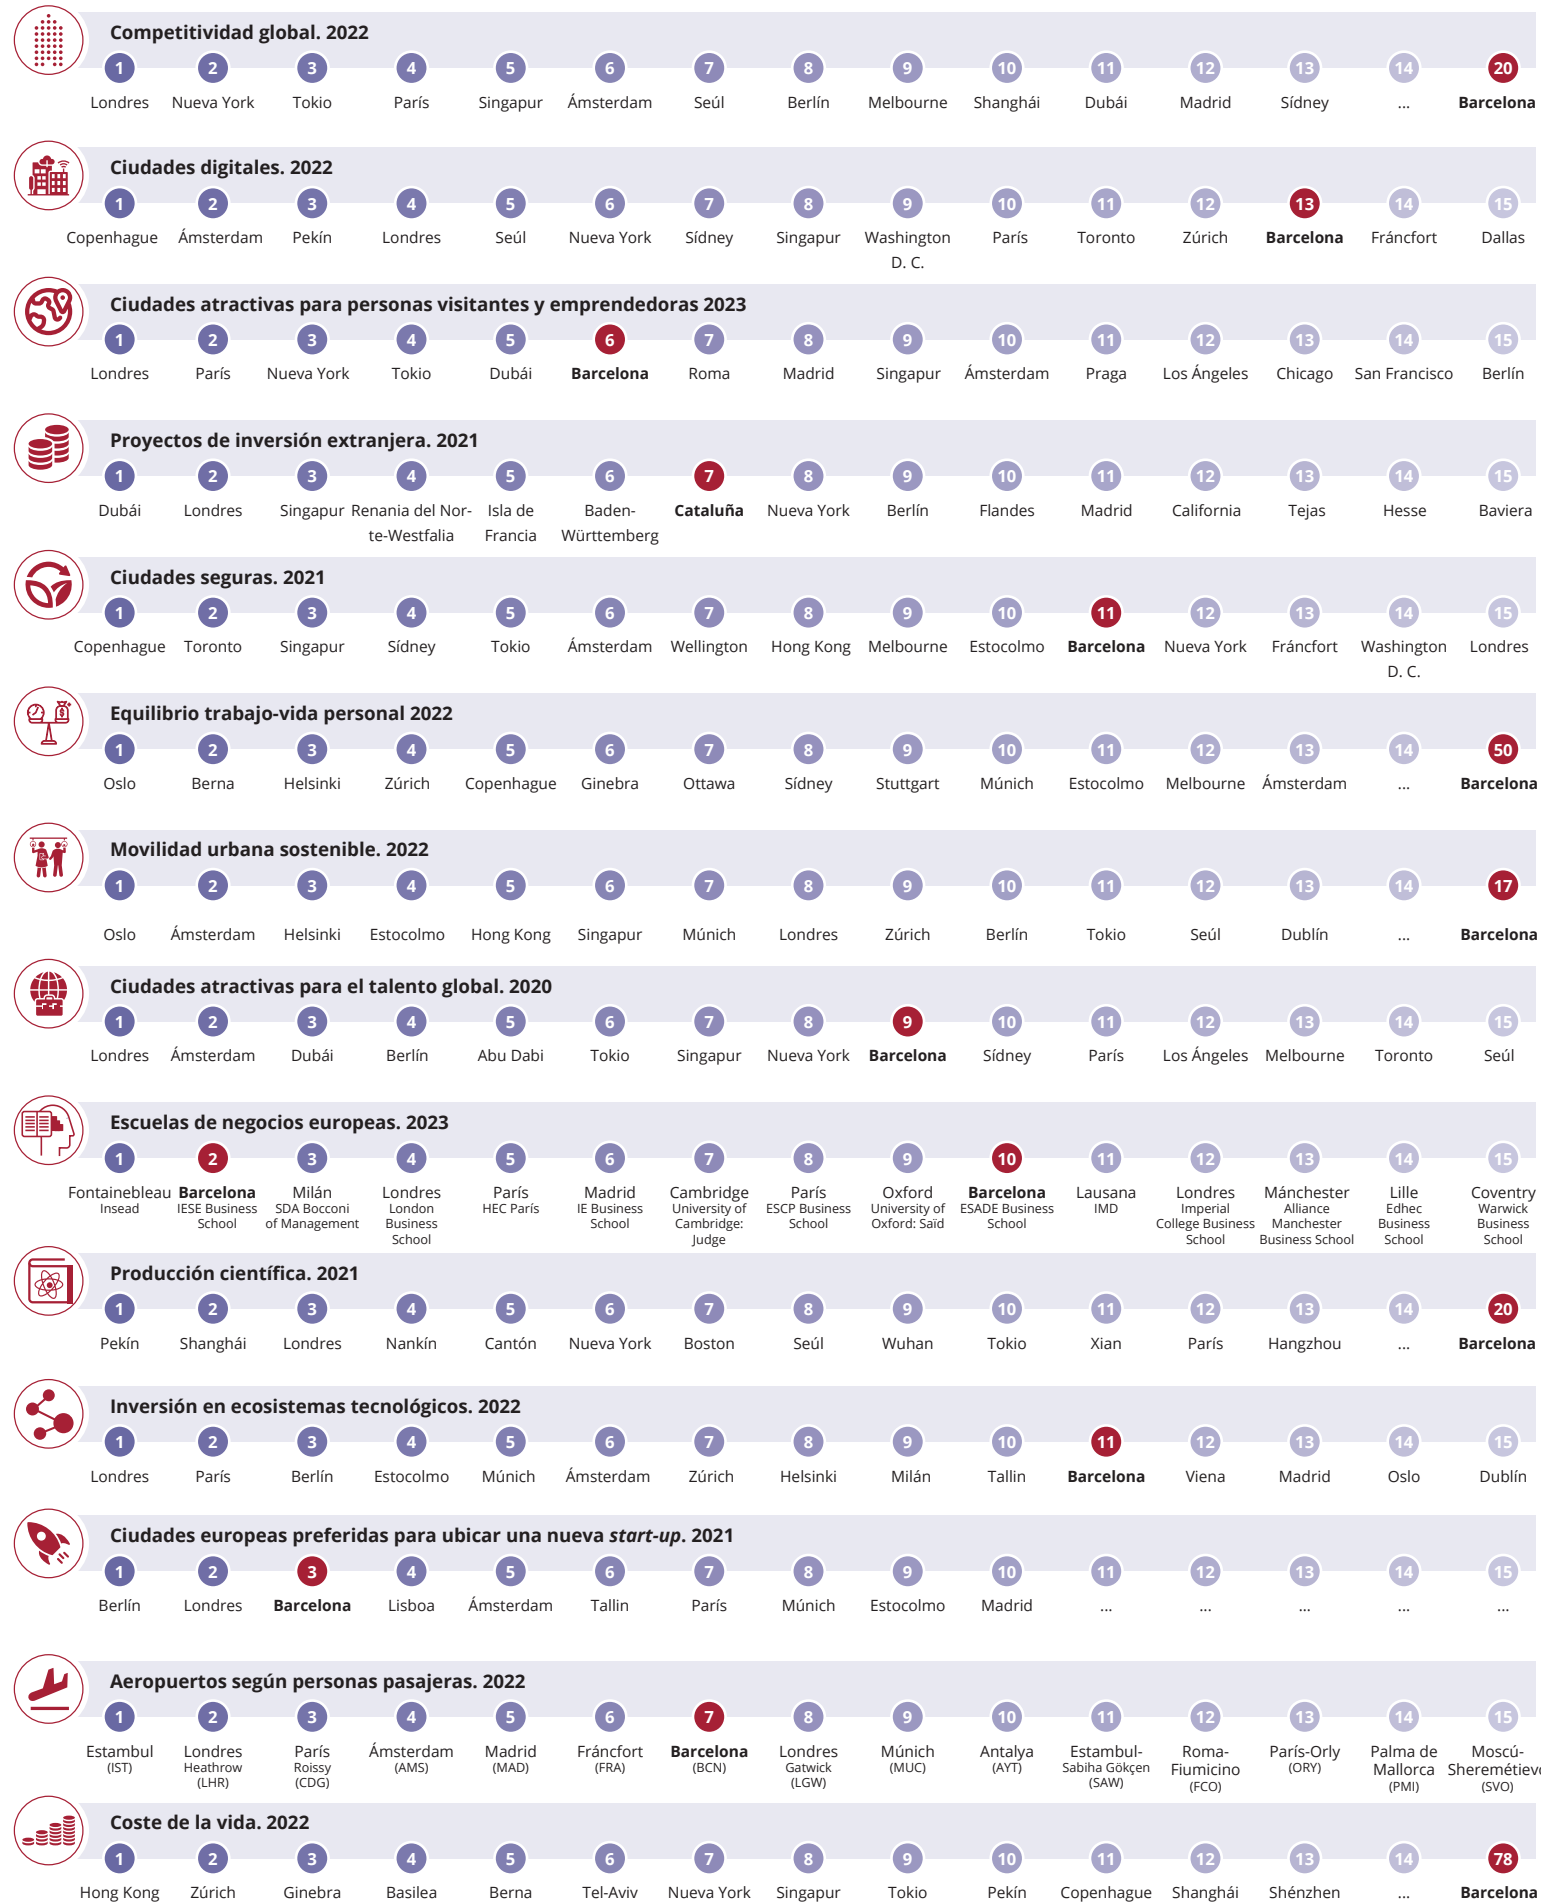 Competitividad global. 2022
1 2 3 4 5 6 7 8 9 10 11 12 13 14 20
Londres Nueva York Tokio París Singapur Ámsterdam Seúl Berlín Melbourne Shanghái Dubái Madrid Sídney ... Barcelona
Ciudades digitales. 2022
1 2 3 4 5 6 7 8 9 10 11 12 13 14 15
Copenhague Ámsterdam Pekín Londres Seúl Nueva York Sídney Singapur Washington París Toronto Zúrich Barcelona Fráncfort Dallas
D. C.
Ciudades atractivas para personas visitantes y emprendedoras 2023
1 2 3 4 5 6 7 8 9 10 11 12 13 14 15
Londres París Nueva York Tokio Dubái Barcelona Roma Madrid Singapur Ámsterdam Praga Los Ángeles Chicago San Francisco Berlín
Proyectos de inversión extranjera. 2021
1 2 3 4 5 6 7 8 9 10 11 12 13 14 15
Dubái Londres Singapur Renania del Nor- Isla de Baden- Cataluña Nueva York Berlín Flandes Madrid California Tejas Hesse Baviera
te-Westfalia Francia Württemberg
Ciudades seguras. 2021
1 2 3 4 5 6 7 8 9 10 11 12 13 14 15
Copenhague Toronto Singapur Sídney Tokio Ámsterdam Wellington Hong Kong Melbourne Estocolmo Barcelona Nueva York Fráncfort Washington Londres
D. C.
Equilibrio trabajo-vida personal 2022
1 2 3 4 5 6 7 8 9 10 11 12 13 14 50
Oslo Berna Helsinki Zúrich Copenhague Ginebra Ottawa Sídney Stuttgart Múnich Estocolmo Melbourne Ámsterdam ... Barcelona
Movilidad urbana sostenible. 2022
1 2 3 4 5 6 7 8 9 10 11 12 13 14 17
Oslo Ámsterdam Helsinki Estocolmo Hong Kong Singapur Múnich Londres Zúrich Berlín Tokio Seúl Dublín ... Barcelona
Ciudades atractivas para el talento global. 2020
1 2 3 4 5 6 7 8 9 10 11 12 13 14 15
Londres Ámsterdam Dubái Berlín Abu Dabi Tokio Singapur Nueva York Barcelona Sídney París Los Ángeles Melbourne Toronto Seúl
Escuelas de negocios europeas. 2023
1 2 3 4 5 6 7 8 9 10 11 12 13 14 15
Fontainebleau Barcelona Milán Londres París Madrid Cambridge París Oxford Barcelona Lausana Londres Mánchester Lille Coventry
Insead IESE Business SDA Bocconi London HEC París IE Business University of ESCP Business University of ESADE Business IMD Imperial Alliance Edhec Warwick
School of Management Business School Cambridge: School Oxford: Saïd School College Business Manchester Business Business
School Judge School Business School School School
Producción científica. 2021
1 2 3 4 5 6 7 8 9 10 11 12 13 14 20
Pekín Shanghái Londres Nankín Cantón Nueva York Boston Seúl Wuhan Tokio Xian París Hangzhou ... Barcelona
Inversión en ecosistemas tecnológicos. 2022
1 2 3 4 5 6 7 8 9 10 11 12 13 14 15
Londres París Berlín Estocolmo Múnich Ámsterdam Zúrich Helsinki Milán Tallin Barcelona Viena Madrid Oslo Dublín
Ciudades europeas preferidas para ubicar una nueva start-up. 2021
1 2 3 4 5 6 7 8 9 10 11 12 13 14 15
Berlín Londres Barcelona Lisboa Ámsterdam Tallin París Múnich Estocolmo Madrid ... ... ... ... ...
Aeropuertos según personas pasajeras. 2022
1 2 3 4 5 6 7 8 9 10 11 12 13 14 15
Estambul Londres París Ámsterdam Madrid Fráncfort Barcelona Londres Múnich Antalya Estambul- Roma- París-Orly Palma de Moscú-
(IST) Heathrow Roissy (AMS) (MAD) (FRA) (BCN) Gatwick (MUC) (AYT) Sabiha Gökçen Fiumicino (ORY) Mallorca Sheremétievo
(LHR) (CDG) (LGW) (SAW) (FCO) (PMI) (SVO)
Coste de la vida. 2022
1 2 3 4 5 6 7 8 9 10 11 12 13 14 78
Hong Kong Zúrich Ginebra Basilea Berna Tel-Aviv Nueva York Singapur Tokio Pekín Copenhague Shanghái Shénzhen ... Barcelona